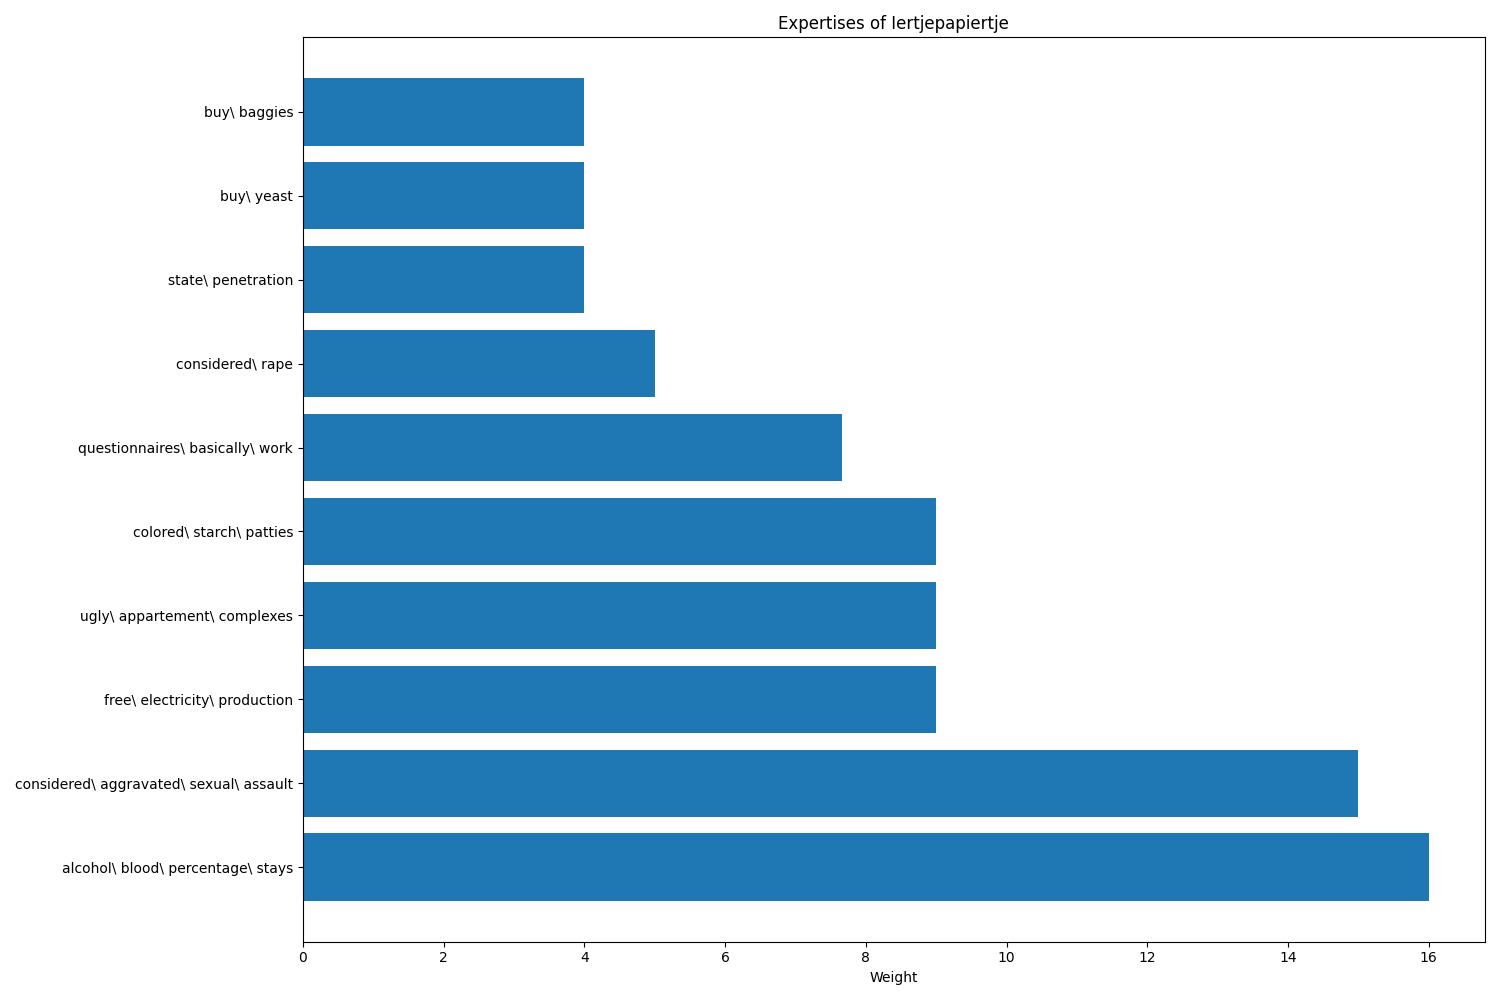 Expertises of Iertjepapiertje
buy\ baggies
buy\ yeast
state\ penetration
considered\ rape
questionnaires\ basically\ work
colored\ starch\ patties
ugly\ appartement\ complexes
free\ electricity\ production
considered\ aggravated\ sexual\ assault
alcohol\ blood\ percentage\ stays
0 2 4 6 8 10 12 14 16
Weight